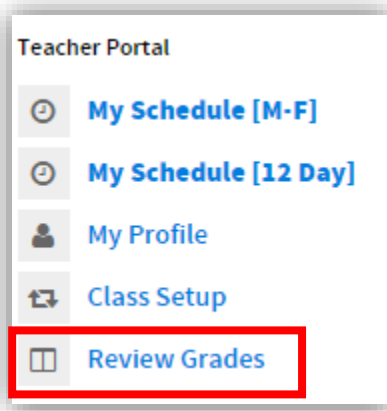 Teacher Portal
My Schedule [M-F]
My Schedule [12 Day]
My Profile
Class Setup
Review Grades